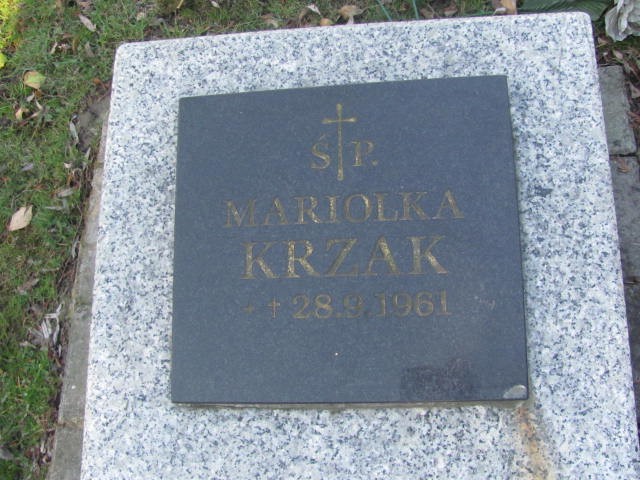 Ś † P.
MARIOLKA
KRZAK
* † 28.9.1961